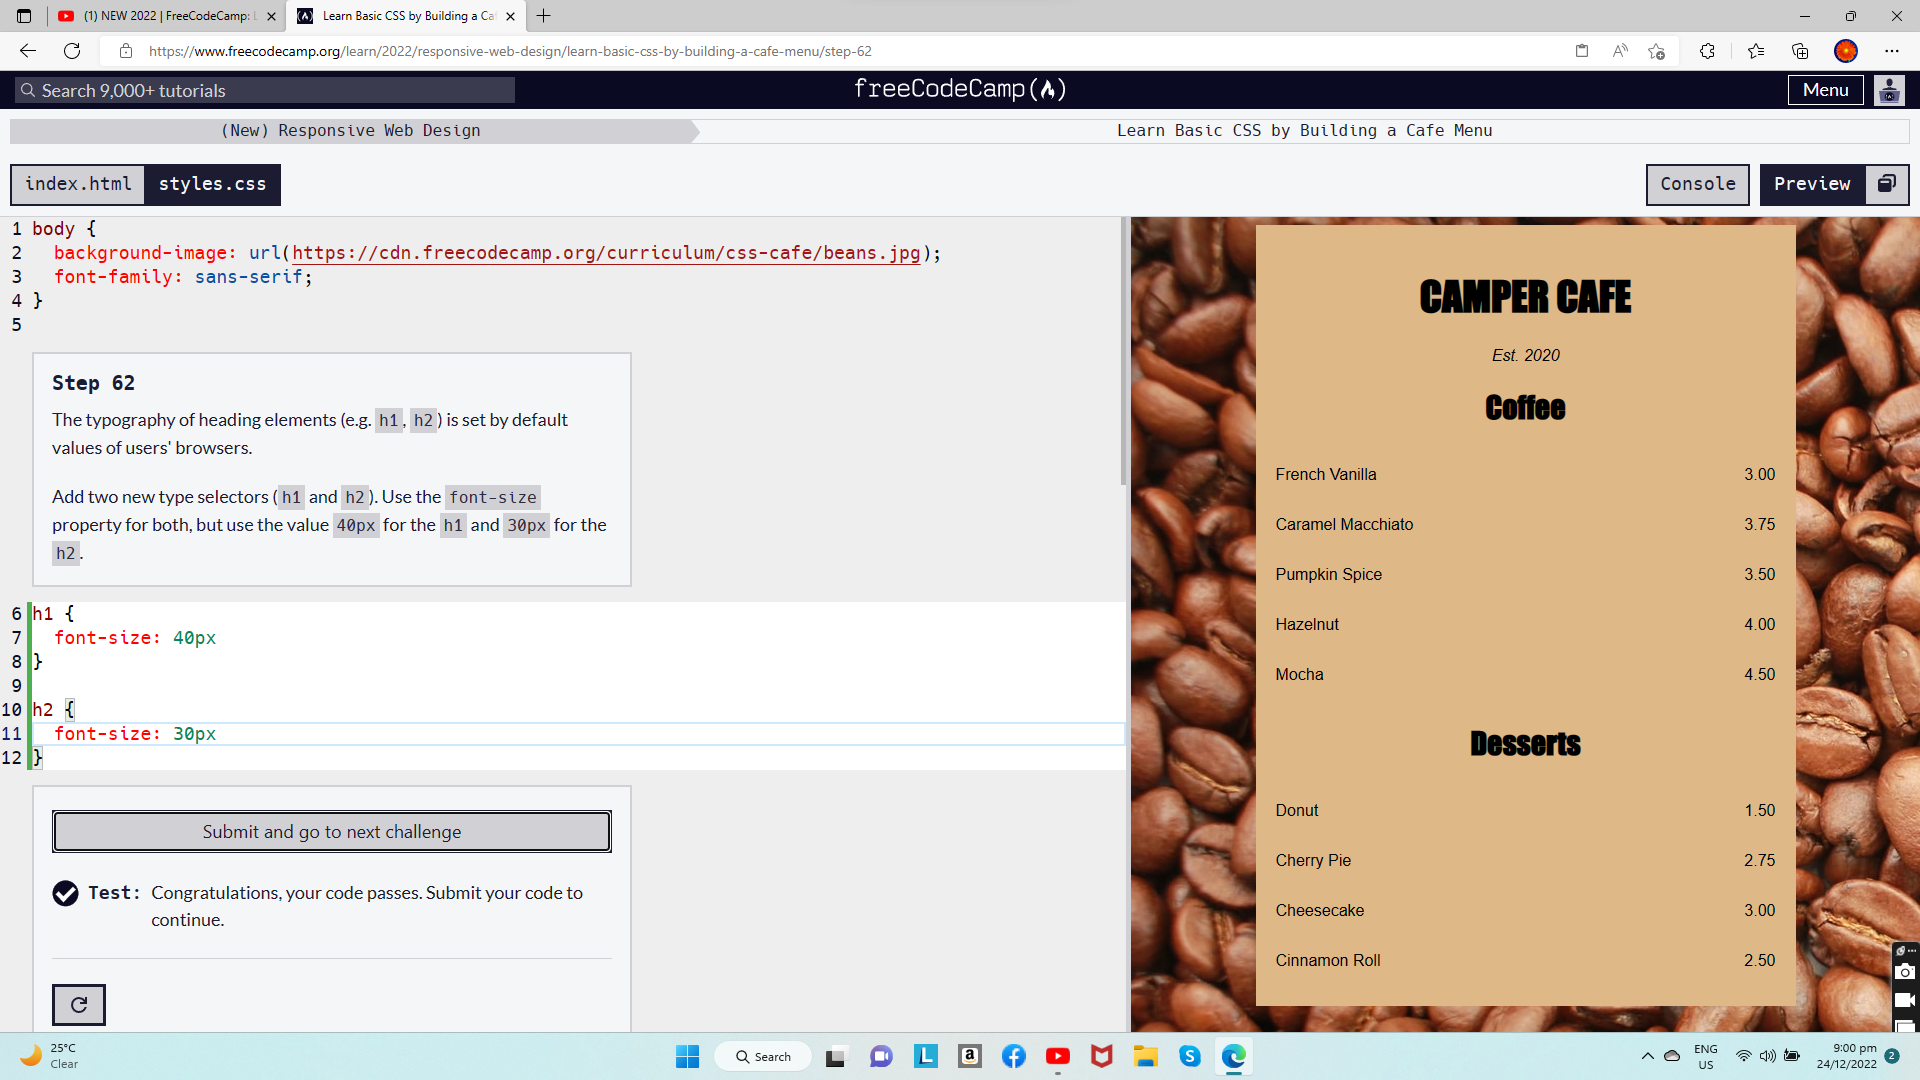 (1) NEW 2022 | FreeCodeCamp:
Learn Basic CSS by Building a Caf
https://www.freecodecamp.org/learn/2022/responsive-web-design/learn-basic-css-by-building-a-cafe-menu/step-62
Search 9,000+ tutorials
freeCodeCamp
Menu
(New) Responsive Web Design
Learn Basic CSS by Building a Cafe Menu
index.html
styles.css
Console
Preview
1 body {
2 background-image: url(https://cdn.freecodecamp.org/curriculum/css-cafe/beans.jpg);
3 font-family: sans-serif;
4 }
5
Step 62
The typography of heading elements (e.g. h1, h2) is set by default
values of users' browsers.
Add two new type selectors (h1 and h2). Use the font-size
property for both, but use the value 40px for the h1 and 30px for the
h2.
6 h1 {
7 font-size: 40px
8 }
9
10 h2 {
11 font-size: 30px
12 }
Submit and go to next challenge
Test: Congratulations, your code passes. Submit your code to
continue.
CAMPER CAFE
Est. 2020
Coffee
French Vanilla 3.00
Caramel Macchiato 3.75
Pumpkin Spice 3.50
Hazelnut 4.00
Mocha 4.50
Desserts
Donut 1.50
Cherry Pie 2.75
Cheesecake 3.00
Cinnamon Roll 2.50
25°C
Clear
Search
ENG
US
9:00 pm
24/12/2022
2